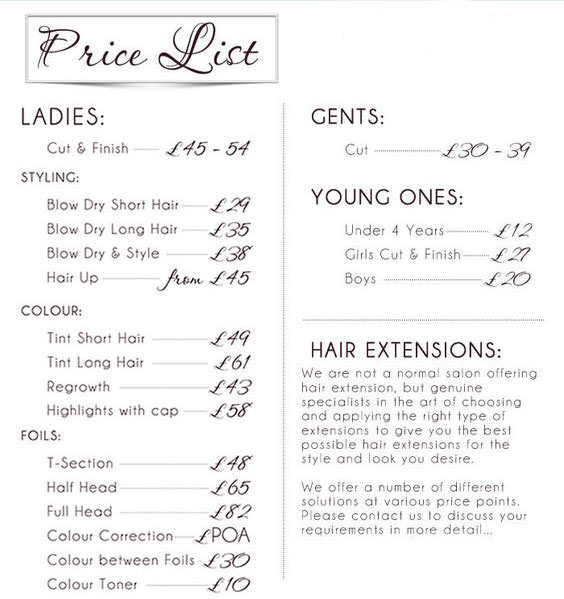 Price List
LADIES:
Cut & Finish £45 - 54
STYLING:
Blow Dry Short Hair £29
Blow Dry Long Hair £35
Blow Dry & Style £38
Hair Up from £45
COLOUR:
Tint Short Hair £49
Tint Long Hair £61
Regrowth £43
Highlights with cap £58
FOILS:
T-Section £48
Half Head £65
Full Head £82
Colour Correction £POA
Colour between Foils £30
Colour Toner £10
GENTS:
Cut £30 - 39
YOUNG ONES:
Under 4 Years £12
Girls Cut & Finish £27
Boys £20
HAIR EXTENSIONS:
We are not a normal salon offering
hair extension, but genuine
specialists in the art of choosing
and applying the right type of
extensions to give you the best
possible hair extensions for the
style and look you desire.
We offer a number of different
solutions at various price points.
Please contact us to discuss your
requirements in more detail...